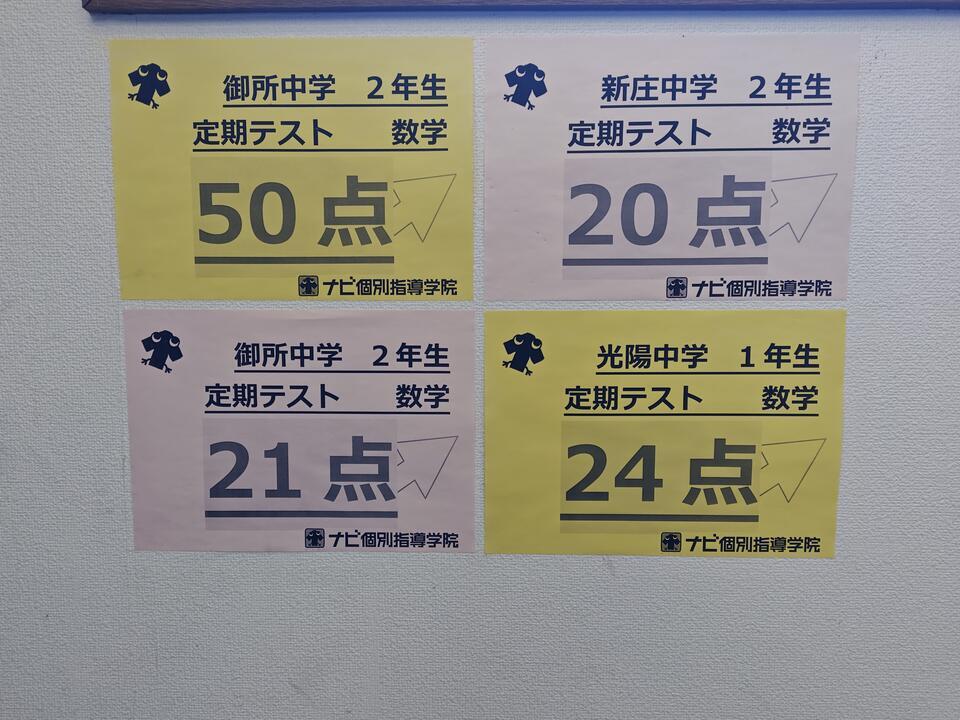 御所中学 2年生
定期テスト 数学
50点
ナビ個別指導学院
新庄中学 2年生
定期テスト 数学
20点
ナビ個別指導学院
御所中学 2年生
定期テスト 数学
21点
ナビ個別指導学院
光陽中学 1年生
定期テスト 数学
24点
ナビ個別指導学院